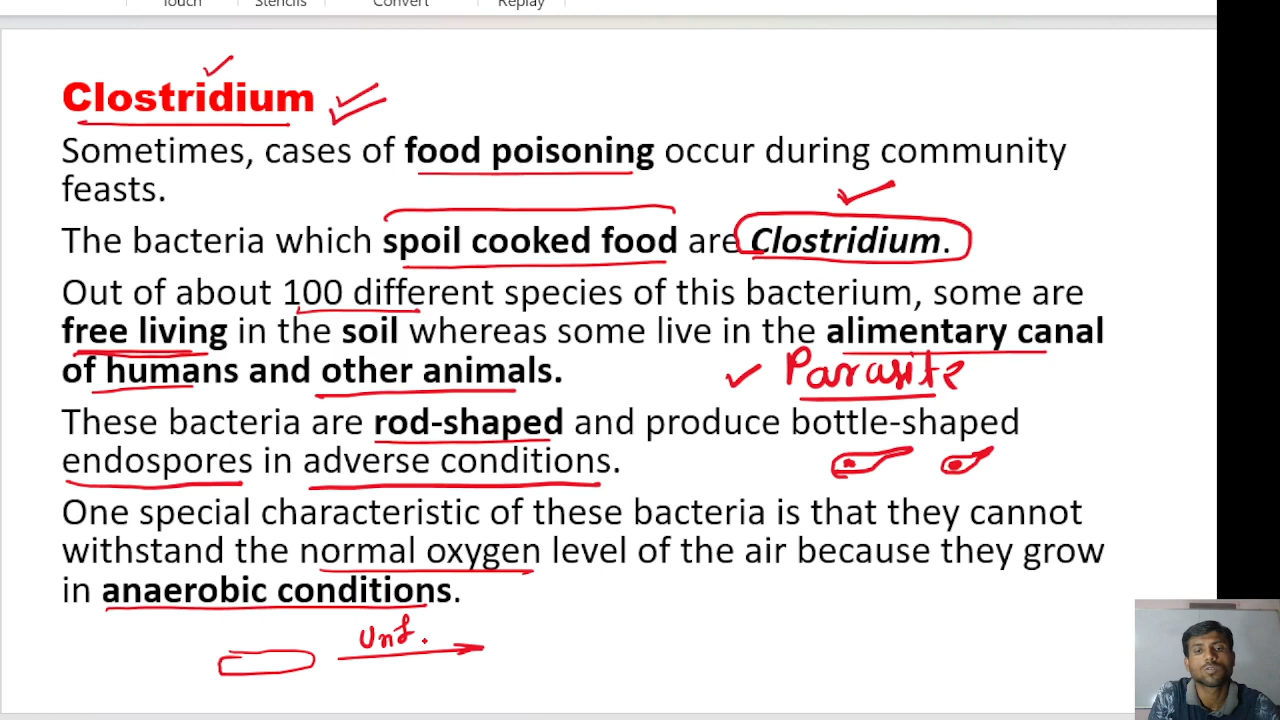 Touch Stencils Convert Replay
Clostridium
Sometimes, cases of food poisoning occur during community
feasts.
The bacteria which spoil cooked food are Clostridium.
Out of about 100 different species of this bacterium, some are
free living in the soil whereas some live in the alimentary canal
of humans and other animals.
Parasite
These bacteria are rod-shaped and produce bottle-shaped
endospores in adverse conditions.
One special characteristic of these bacteria is that they cannot
withstand the normal oxygen level of the air because they grow
in anaerobic conditions.
Unf.